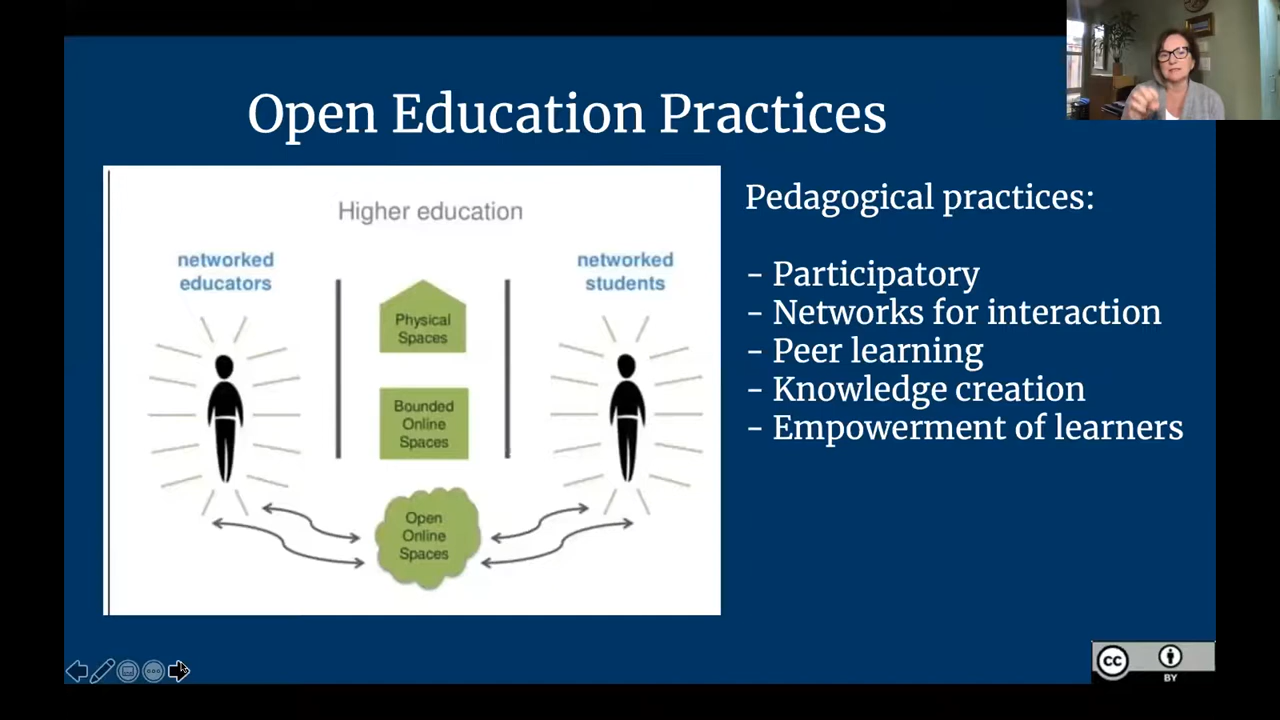 Open Education Practices
Higher education
networked
educators
networked
students
Physical
Spaces
Bounded
Online
Spaces
Open
Online
Spaces
Pedagogical practices:
- Participatory
- Networks for interaction
- Peer learning
- Knowledge creation
- Empowerment of learners
cc
BY